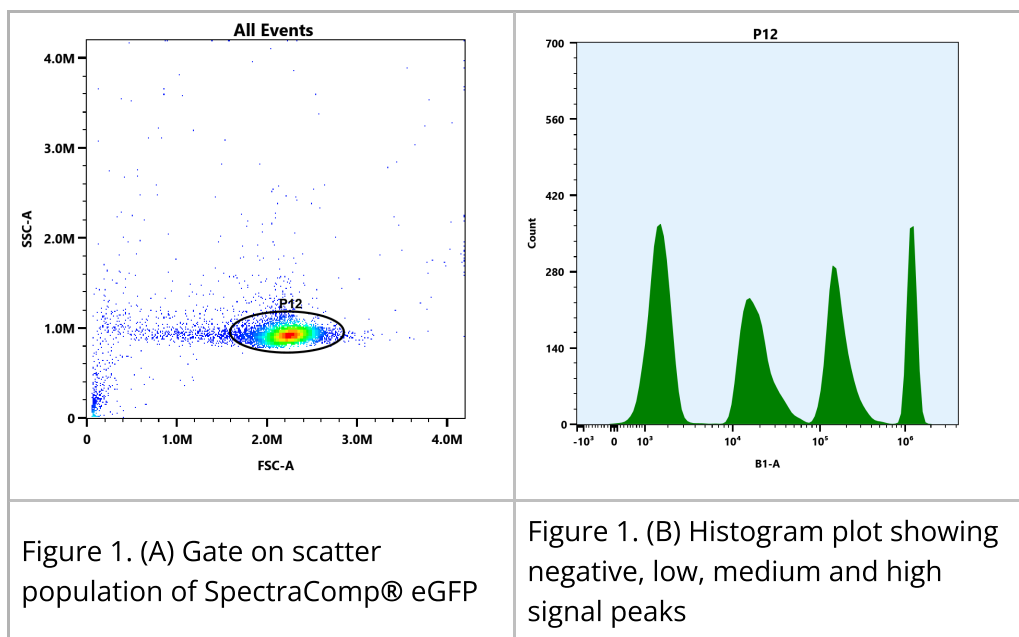 All Events
4.0M
3.0M
SSC-A
2.0M
P12
1.0M
0
0 1.0M 2.0M 3.0M 4.0M
FSC-A
P12
700
560
420
Count
280
140
0
-10³ 0 10³ 10⁴ 10⁵ 10⁶
B1-A
Figure 1. (A) Gate on scatter
population of SpectraComp® eGFP
Figure 1. (B) Histogram plot showing
negative, low, medium and high
signal peaks